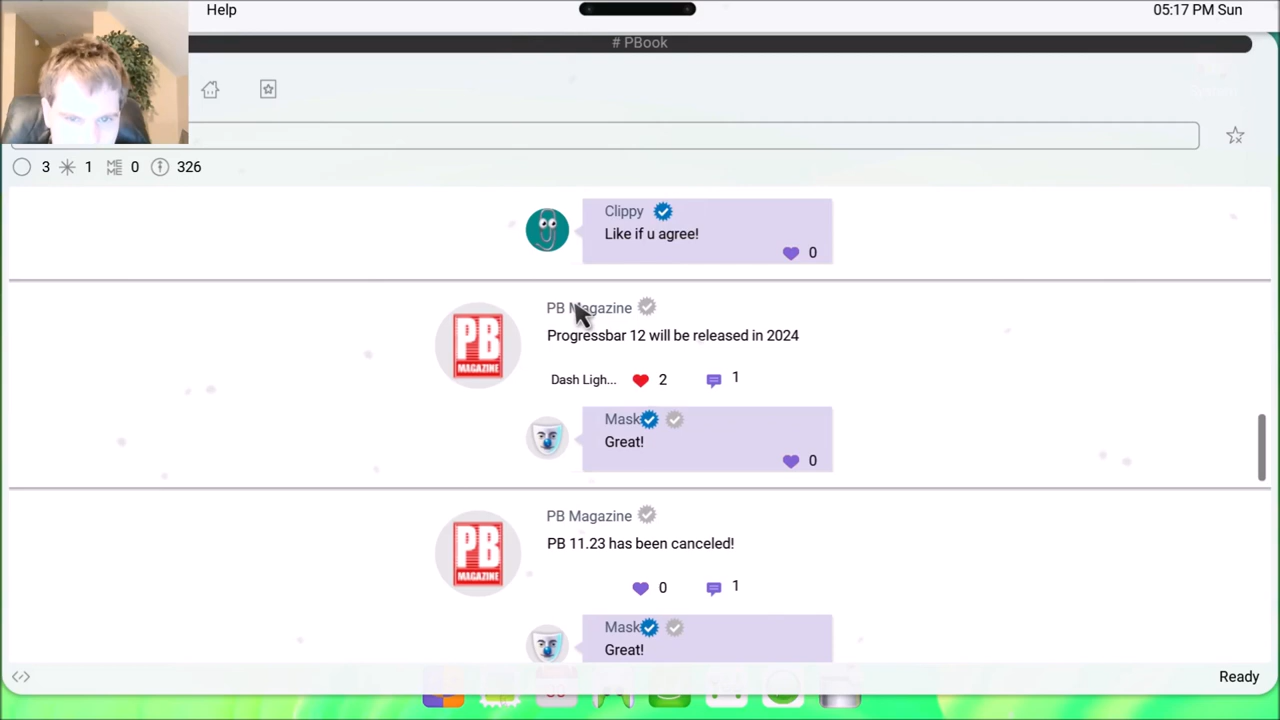 Help
05:17 PM Sun
# PBook
3 1 MEME 0 326
Clippy
Like if u agree!
0
PB Magazine
Progressbar 12 will be released in 2024
Dash Ligh... 2 1
PB
MAGAZINE
Mask
Great!
0
PB Magazine
PB 11.23 has been canceled!
0 1
PB
MAGAZINE
Mask
Great!
Ready